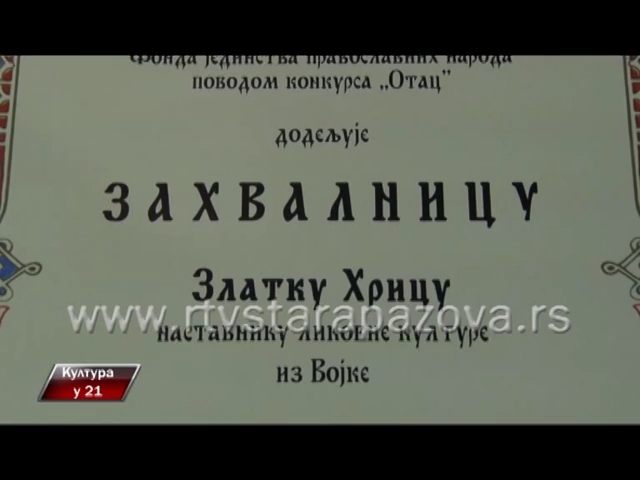 Фонда јединства православних народа
поводом конкурса „Отац”
додељује
ЗАХВАЛНИЦУ
Златку Хрицу
www.rtvstarapazova.rs
наставнику ликовне културе
из Војке
Култура
у 21